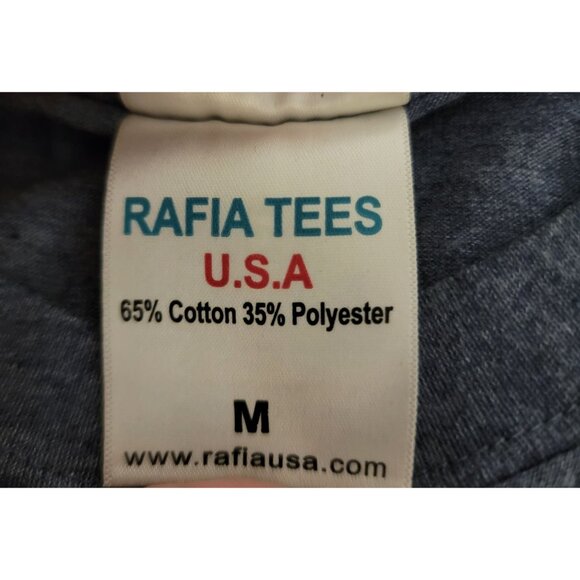 RAFIA TEES
U.S.A
65% Cotton 35% Polyester
M
www.rafiausa.com